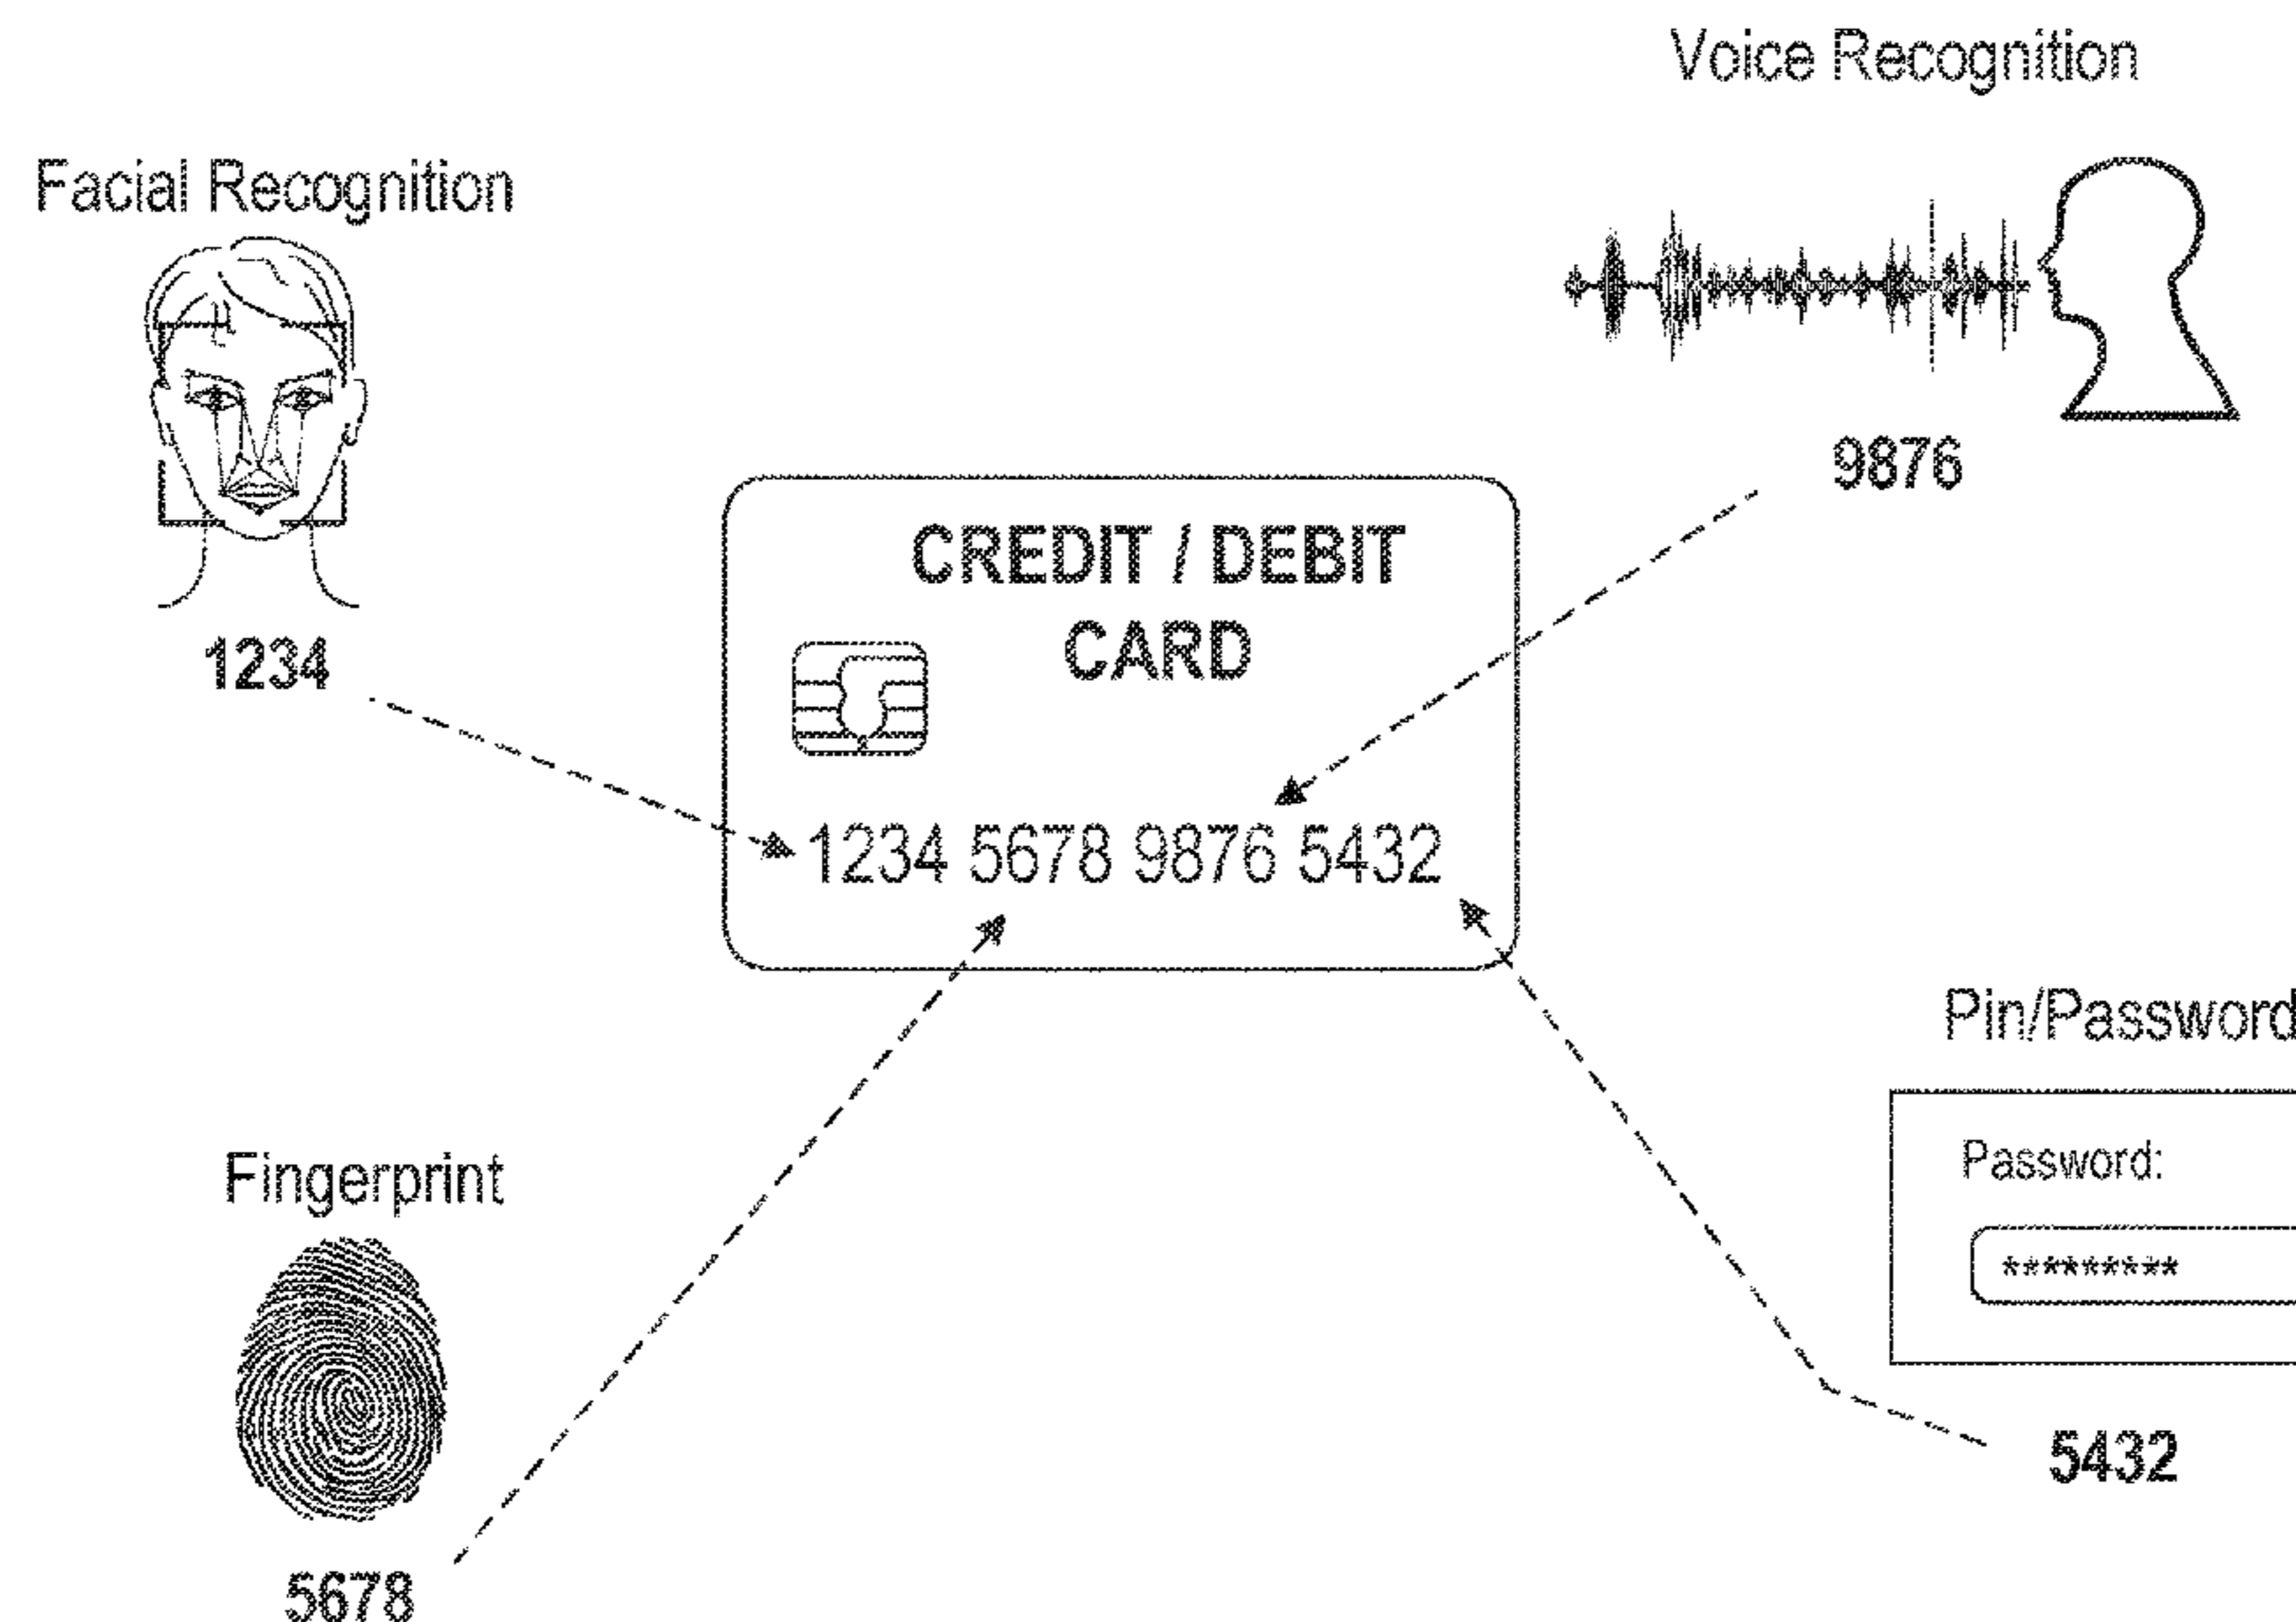 Voice Recognition
Facial Recognition
9876
CREDIT / DEBIT
CARD
1234
1234 5678 9876 5432
Pin/Password
Password:
*********
Fingerprint
5432
5678